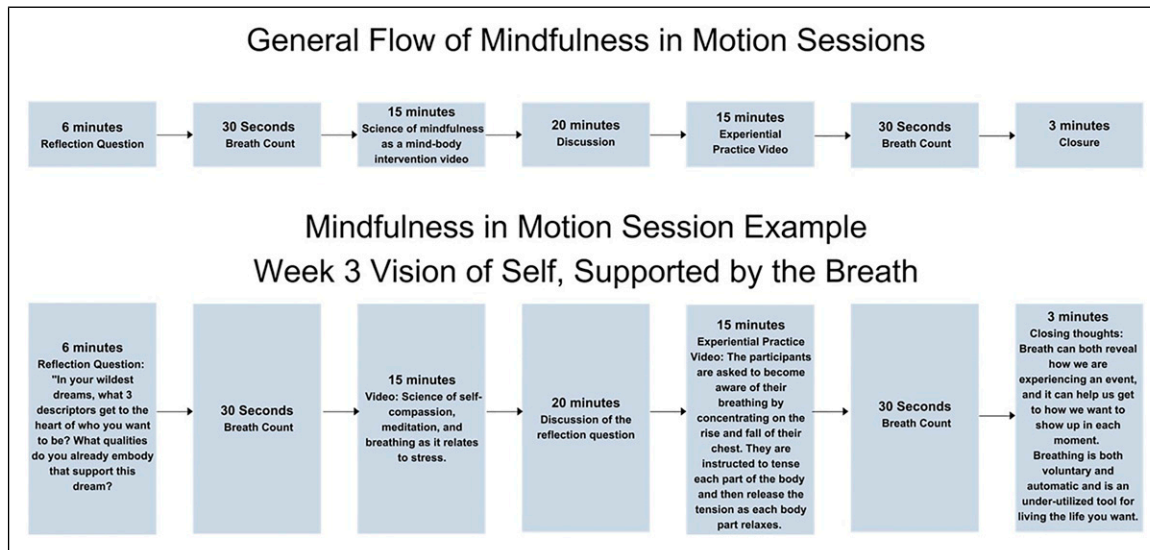 General Flow of Mindfulness in Motion Sessions
6 minutes
Reflection Question
30 Seconds
Breath Count
15 minutes
Science of mindfulness
as a mind-body
intervention video
20 minutes
Discussion
15 minutes
Experiential
Practice Video
30 Seconds
Breath Count
3 minutes
Closure
Mindfulness in Motion Session Example
Week 3 Vision of Self, Supported by the Breath
6 minutes
Reflection Question:
"In your wildest
dreams, what 3
descriptors get to the
heart of who you want
to be? What qualities
do you already embody
that support this
dream?
30 Seconds
Breath Count
15 minutes
Video: Science of self-
compassion,
meditation, and
breathing as it relates
to stress.
20 minutes
Discussion of the
reflection question
15 minutes
Experiential Practice
Video: The participants
are asked to become
aware of their
breathing by
concentrating on the
rise and fall of their
chest. They are
instructed to tense
each part of the body
and then release the
tension as each body
part relaxes.
30 Seconds
Breath Count
3 minutes
Closing thoughts:
Breath can both reveal
how we are
experiencing an event,
and it can help us get
to how we want to
show up in each
moment.
Breathing is both
voluntary and
automatic and is an
under-utilized tool for
living the life you want.